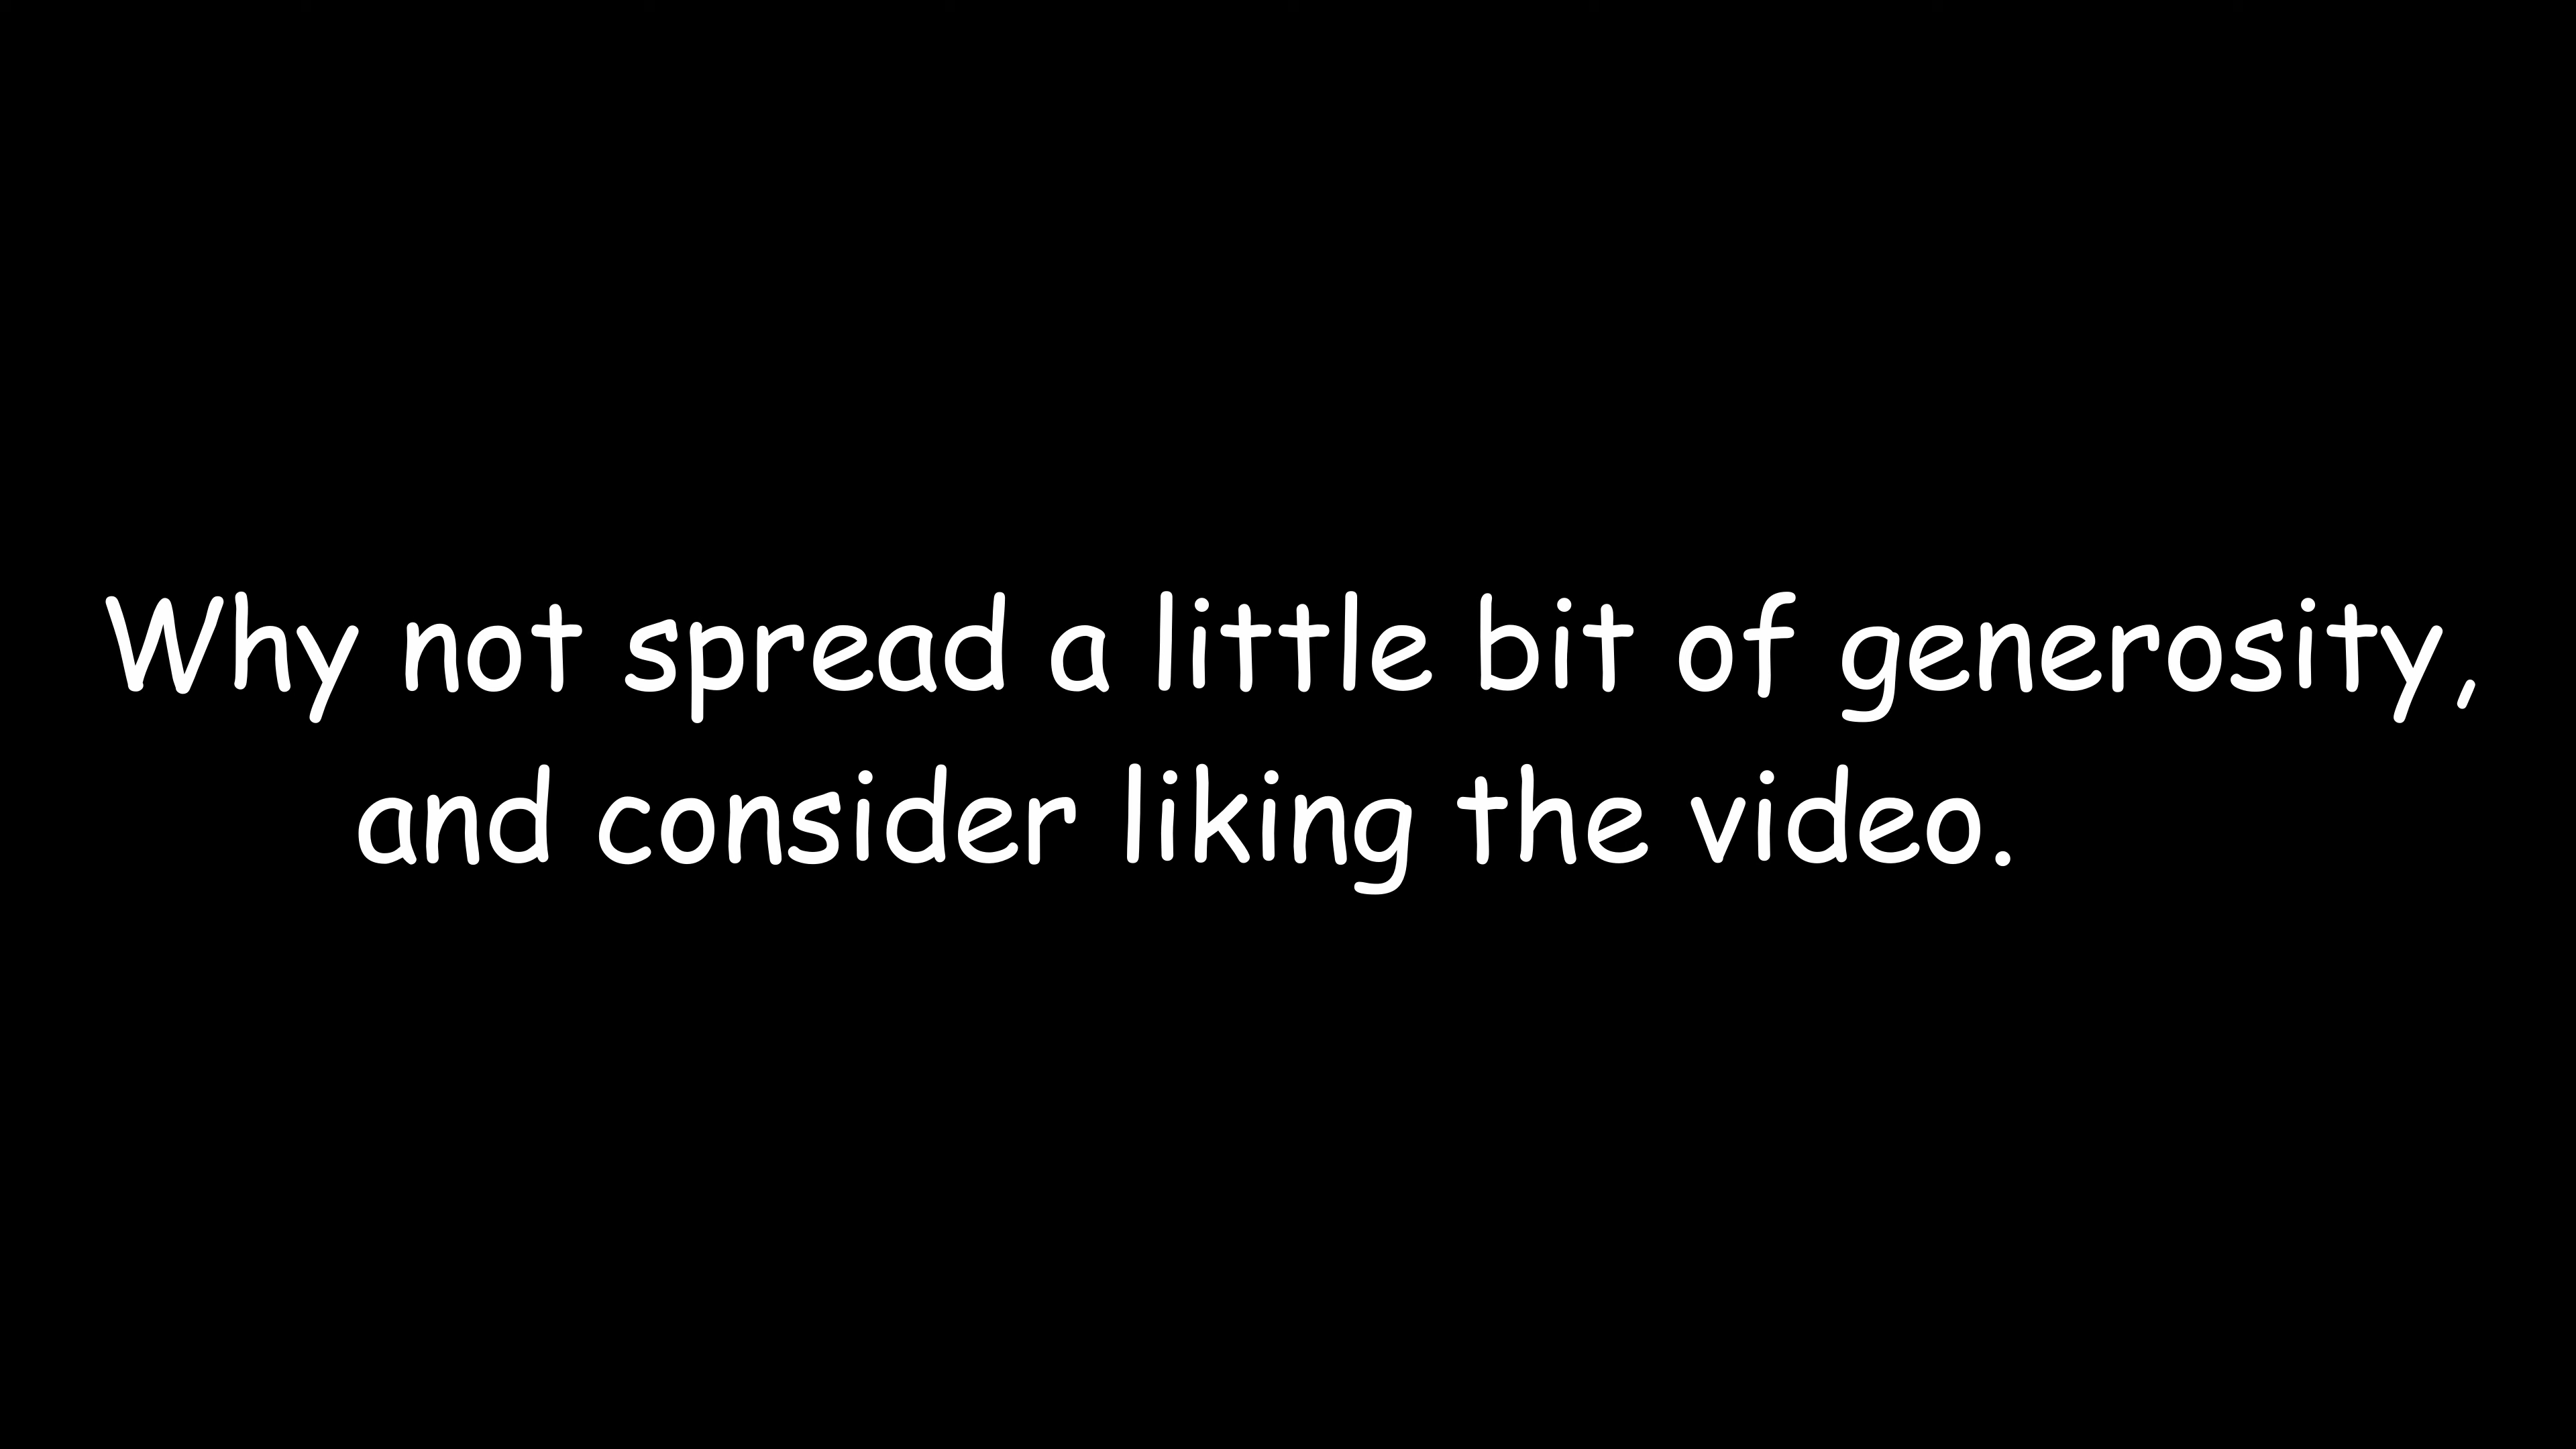 Why not spread a little bit of generosity,
and consider liking the video.